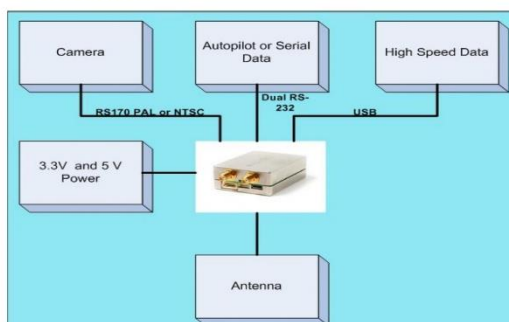 Camera
Autopilot or Serial
Data
High Speed Data
RS170 PAL or NTSC
Dual RS-
232
USB
3.3V and 5 V
Power
Antenna